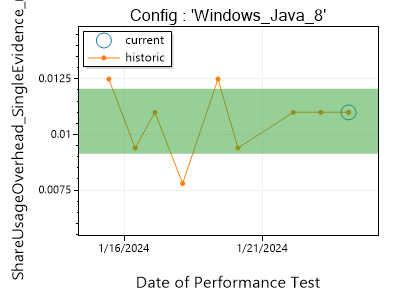 Config : 'Windows_Java_8'
current
historic
0.0125
0.01
0.0075
ShareUsageOverhead_SingleEvidence_
1/16/2024
1/21/2024
Date of Performance Test